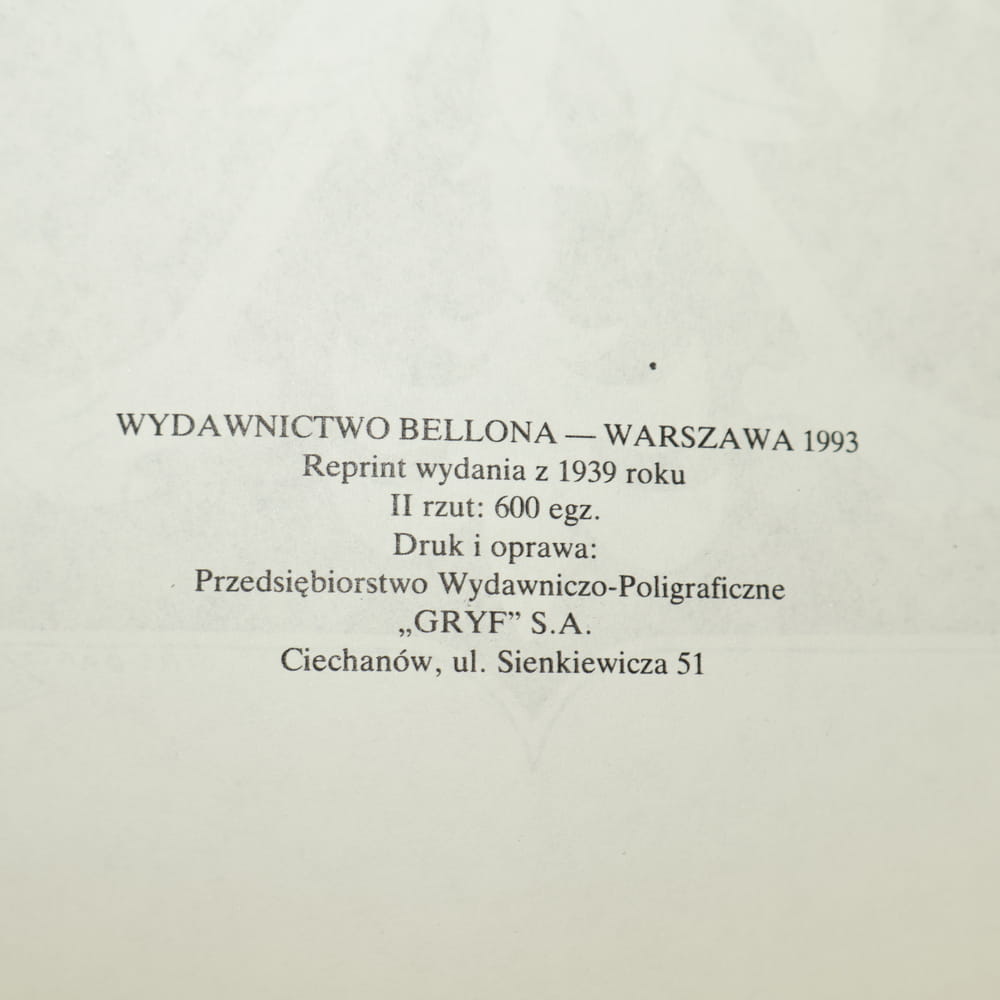 WYDAWNICTWO BELLONA — WARSZAWA 1993
Reprint wydania z 1939 roku
II rzut: 600 egz.
Druk i oprawa:
Przedsiębiorstwo Wydawniczo-Poligraficzne
„GRYF” S.A.
Ciechanów, ul. Sienkiewicza 51